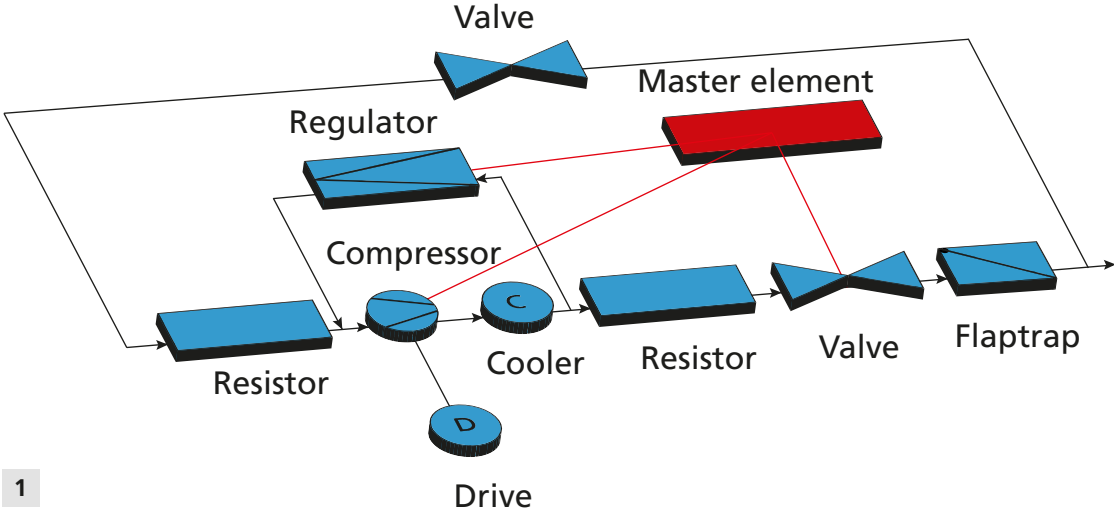 Valve
Master element
Regulator
Compressor
C
Cooler
Resistor
Valve
Flaptrap
Resistor
D
Drive
1